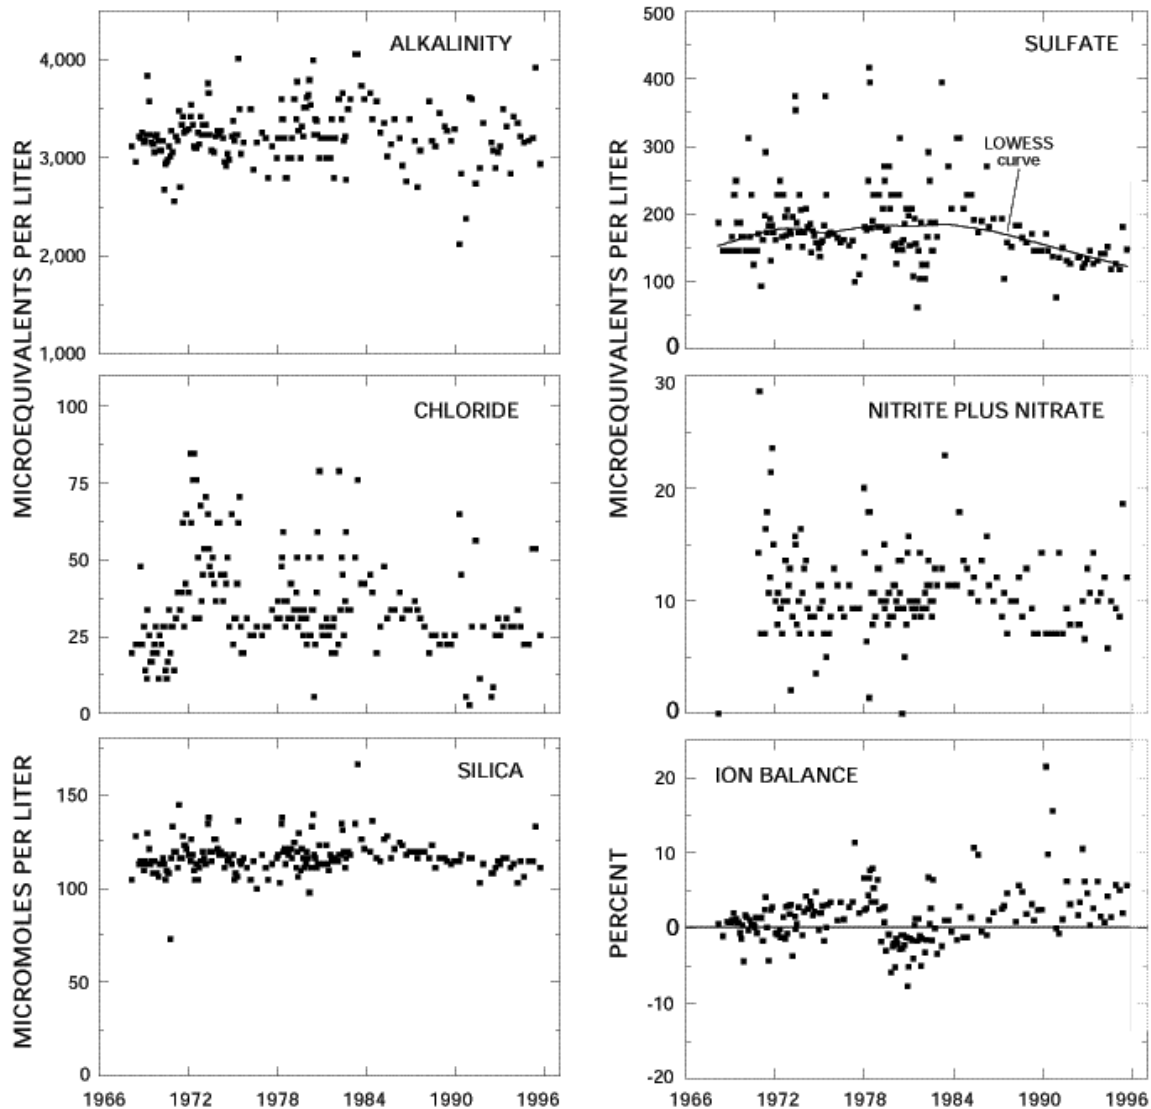 MICROEQUIVALENTS PER LITER
ALKALINITY
4,000
3,000
2,000
1,000
MICROEQUIVALENTS PER LITER
SULFATE
LOWESS
curve
500
400
300
200
100
0
CHLORIDE
100
75
50
25
0
NITRITE PLUS NITRATE
30
20
10
0
MICROMOLES PER LITER
SILICA
150
100
50
0
1966 1972 1978 1984 1990 1996
PERCENT
ION BALANCE
20
10
0
-10
-20
1966 1972 1978 1984 1990 1996